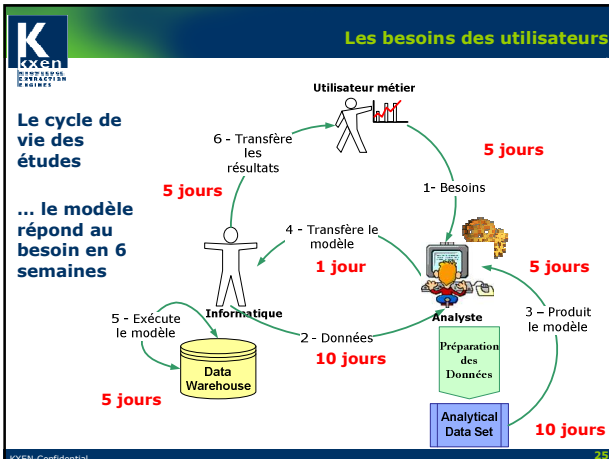 Les besoins des utilisateurs
K
kxen
KNOWLEDGE
EXTRACTION
ENGINES
Le cycle de
vie des
études
... le modèle
répond au
besoin en 6
semaines
Utilisateur métier
6 - Transfère
les
résultats
5 jours
5 jours
1- Besoins
4 - Transfère le
modèle
1 jour
5 jours
Informatique
Analyste
3 – Produit
le modèle
5 - Exécute
le modèle
2 - Données
10 jours
Préparation
des
Données
Data
Warehouse
5 jours
Analytical
Data Set
10 jours
KXEN Confidential
25